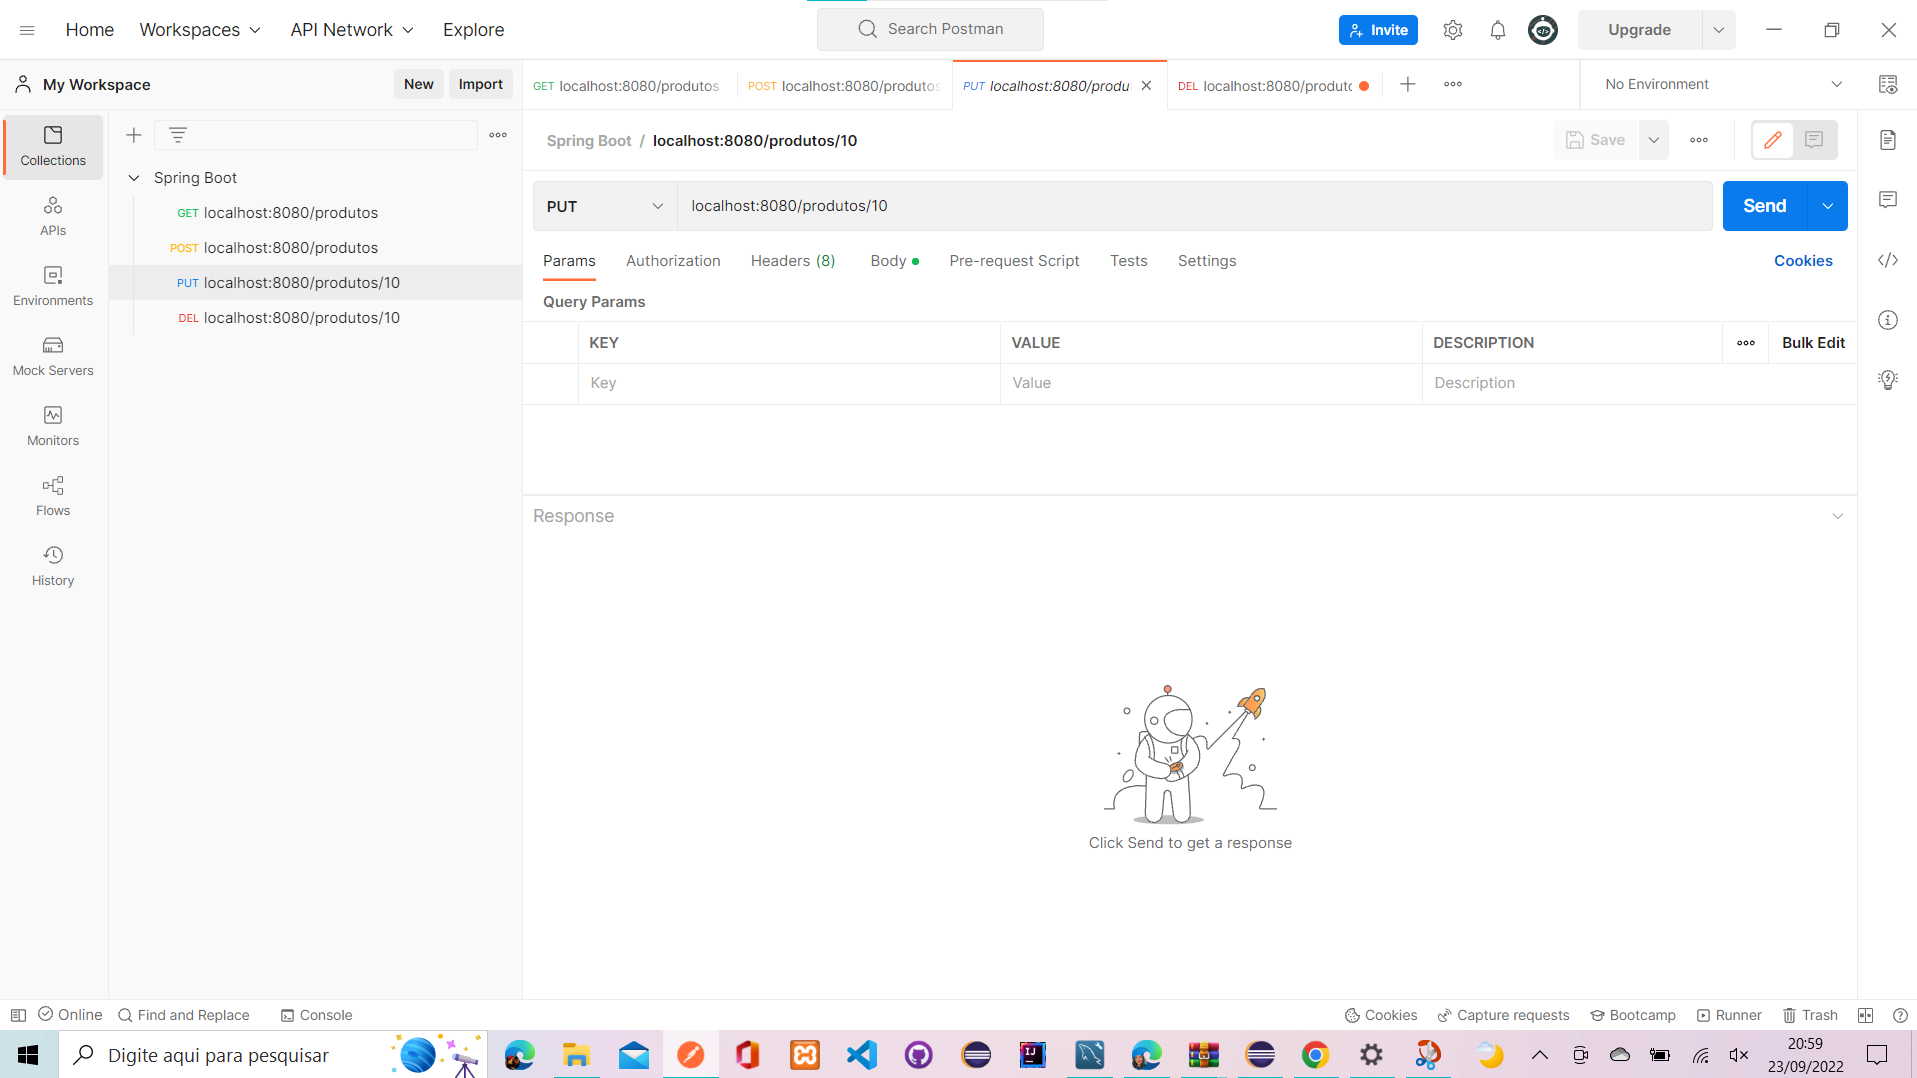 Home Workspaces API Network Explore Search Postman Invite Upgrade
My Workspace New Import
GET localhost:8080/produtos POST localhost:8080/produtos PUT localhost:8080/produ DEL localhost:8080/produtc No Environment
Collections
APIs
Environments
Mock Servers
Monitors
Flows
History
Spring Boot
GET localhost:8080/produtos
POST localhost:8080/produtos
PUT localhost:8080/produtos/10
DEL localhost:8080/produtos/10
Spring Boot / localhost:8080/produtos/10 Save
PUT localhost:8080/produtos/10 Send
Params Authorization Headers (8) Body Pre-request Script Tests Settings Cookies
Query Params
KEY VALUE DESCRIPTION Bulk Edit
Key Value Description
Response
Click Send to get a response
Online Find and Replace Console Cookies Capture requests Bootcamp Runner Trash
Digite aqui para pesquisar
20:59
23/09/2022